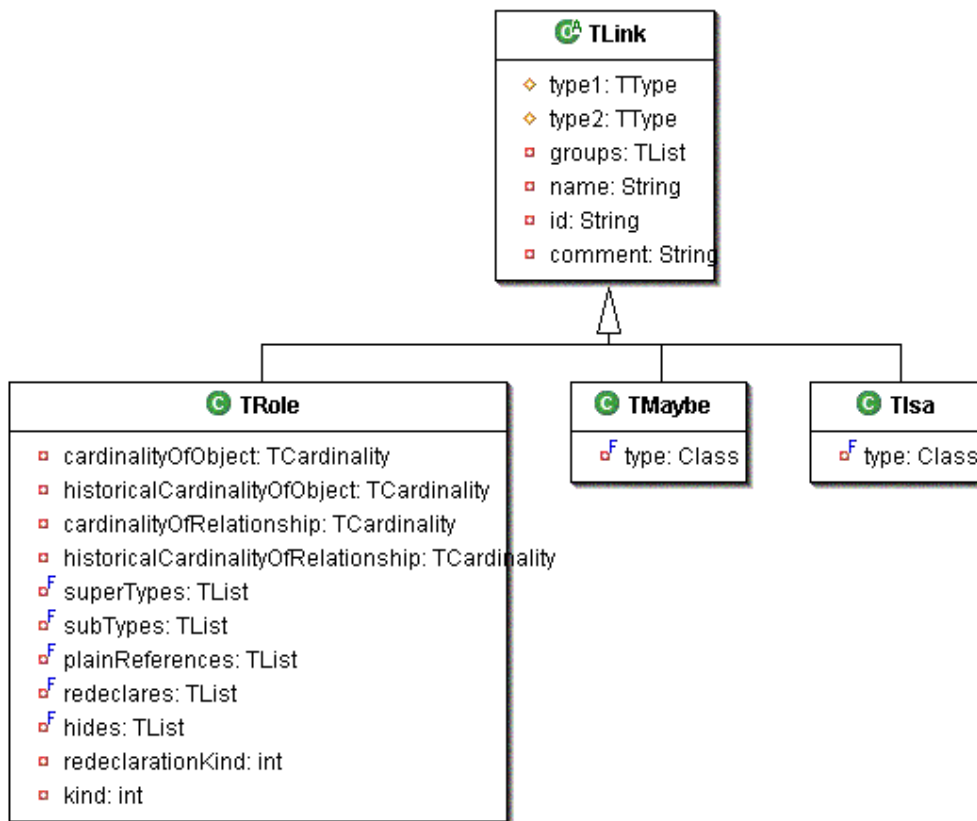 TLink
type1: TType
type2: TType
groups: TList
name: String
id: String
comment: String
TRole
cardinalityOfObject: TCardinality
historicalCardinalityOfObject: TCardinality
cardinalityOfRelationship: TCardinality
historicalCardinalityOfRelationship: TCardinality
superTypes: TList
subTypes: TList
plainReferences: TList
redeclares: TList
hides: TList
redeclarationKind: int
kind: int
TMaybe
type: Class
TIsa
type: Class